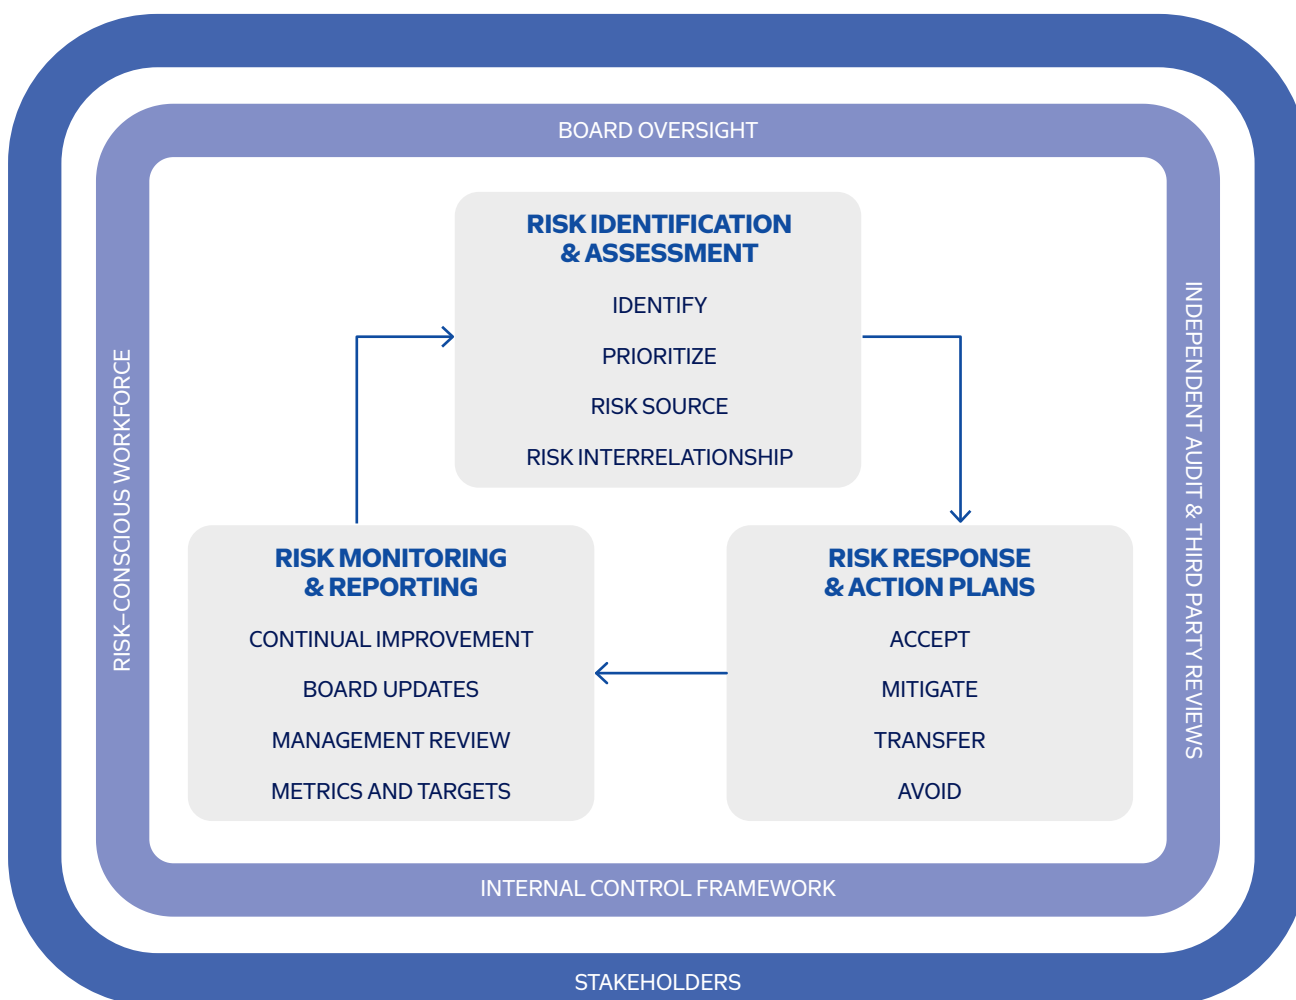 BOARD OVERSIGHT
RISK IDENTIFICATION
& ASSESSMENT
IDENTIFY
PRIORITIZE
RISK SOURCE
RISK INTERRELATIONSHIP
RISK–CONSCIOUS WORKFORCE
INDEPENDENT AUDIT & THIRD PARTY REVIEWS
RISK MONITORING
& REPORTING
CONTINUAL IMPROVEMENT
BOARD UPDATES
MANAGEMENT REVIEW
METRICS AND TARGETS
RISK RESPONSE
& ACTION PLANS
ACCEPT
MITIGATE
TRANSFER
AVOID
INTERNAL CONTROL FRAMEWORK
STAKEHOLDERS